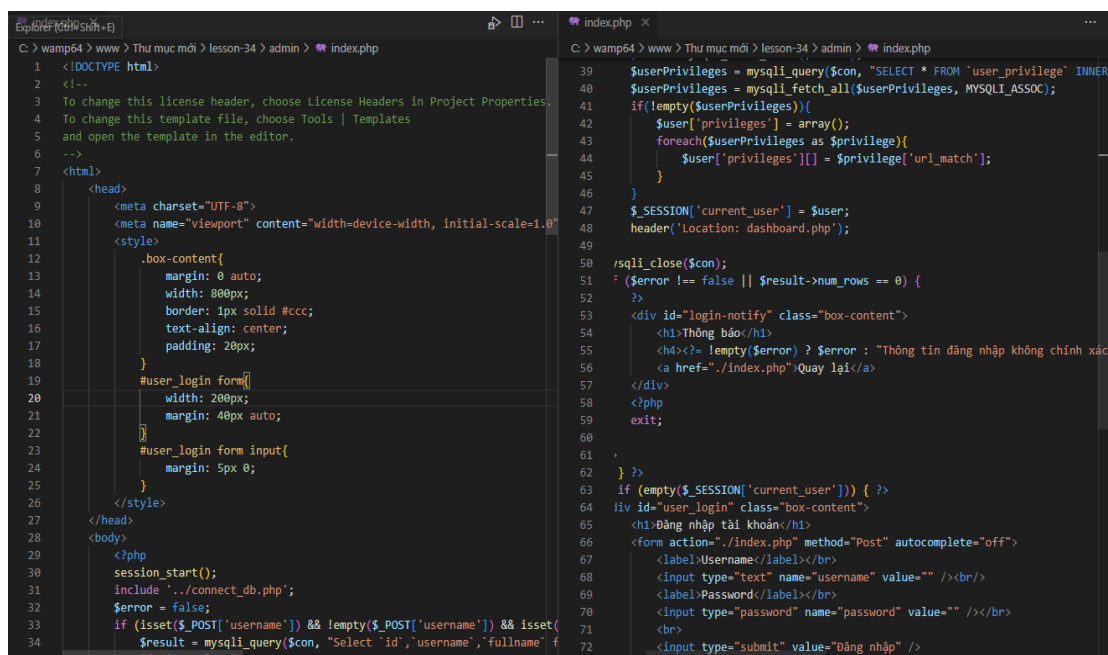 Explorer (Ctrl+Shift+E)
C: > wamp64 > www > Thư mục mới > lesson-34 > admin > index.php
1 <!DOCTYPE html>
2 <!--
3 To change this license header, choose License Headers in Project Properties.
4 To change this template file, choose Tools | Templates
5 and open the template in the editor.
6 -->
7 <html>
8 <head>
9 <meta charset="UTF-8">
10 <meta name="viewport" content="width=device-width, initial-scale=1.0"
11 <style>
12 .box-content{
13 margin: 0 auto;
14 width: 800px;
15 border: 1px solid #ccc;
16 text-align: center;
17 padding: 20px;
18 }
19 #user_login form{
20 width: 200px;
21 margin: 40px auto;
22 }
23 #user_login form input{
24 margin: 5px 0;
25 }
26 </style>
27 </head>
28 <body>
29 <?php
30 session_start();
31 include '../connect_db.php';
32 $error = false;
33 if (isset($_POST['username']) && !empty($_POST['username']) && isset(
34 $result = mysqli_query($con, "Select `id`,`username`,`fullname` f
index.php
C: > wamp64 > www > Thư mục mới > lesson-34 > admin > index.php
39 $userPrivileges = mysqli_query($con, "SELECT * FROM `user_privilege` INNER
40 $userPrivileges = mysqli_fetch_all($userPrivileges, MYSQLI_ASSOC);
41 if(!empty($userPrivileges)){
42 $user['privileges'] = array();
43 foreach($userPrivileges as $privilege){
44 $user['privileges'][] = $privilege['url_match'];
45 }
46 }
47 $_SESSION['current_user'] = $user;
48 header('Location: dashboard.php');
49
50 ysqli_close($con);
51 f ($error !== false || $result->num_rows == 0) {
52 ?>
53 <div id="login-notify" class="box-content">
54 <h1>Thông báo</h1>
55 <h4><?= !empty($error) ? $error : "Thông tin đăng nhập không chính xác
56 <a href="./index.php">Quay lại</a>
57 </div>
58 <?php
59 exit;
60
61
62 } ?>
63 if (empty($_SESSION['current_user'])) { ?>
64 div id="user_login" class="box-content">
65 <h1>Đăng nhập tài khoản</h1>
66 <form action="./index.php" method="Post" autocomplete="off">
67 <label>Username</label></br>
68 <input type="text" name="username" value="" /><br/>
69 <label>Password</label></br>
70 <input type="password" name="password" value="" /></br>
71 <br>
72 <input type="submit" value="Đăng nhập" />